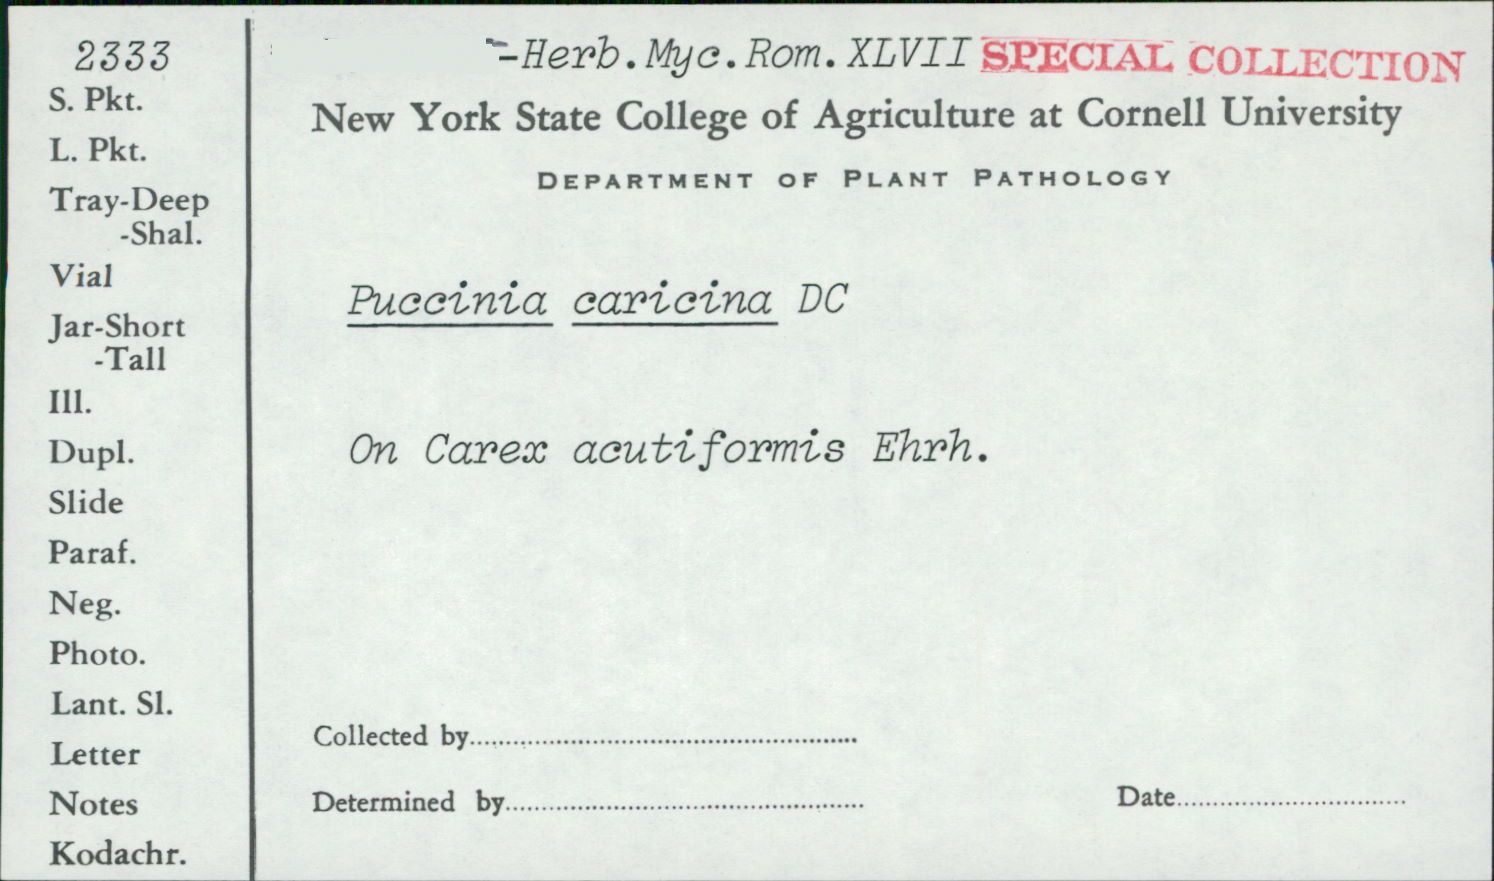 2333
S. Pkt.
L. Pkt.
Tray-Deep
-Shal.
Vial
Jar-Short
-Tall
Ill.
Dupl.
Slide
Paraf.
Neg.
Photo.
Lant. Sl.
Letter
Notes
Kodachr.
-Herb. Myc. Rom. XLVII SPECIAL COLLECTION
New York State College of Agriculture at Cornell University
DEPARTMENT OF PLANT PATHOLOGY
Puccinia caricina DC
On Carex acutiformis Ehrh.
Collected by
Determined by
Date